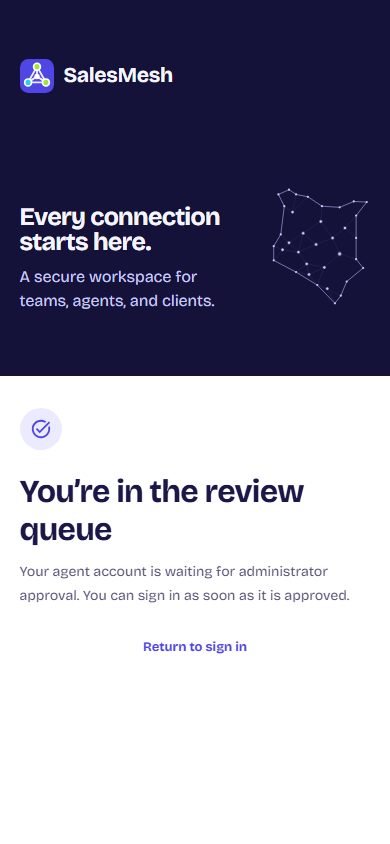 SalesMesh
Every connection
starts here.
A secure workspace for
teams, agents, and clients.
You’re in the review
queue
Your agent account is waiting for administrator
approval. You can sign in as soon as it is approved.
Return to sign in